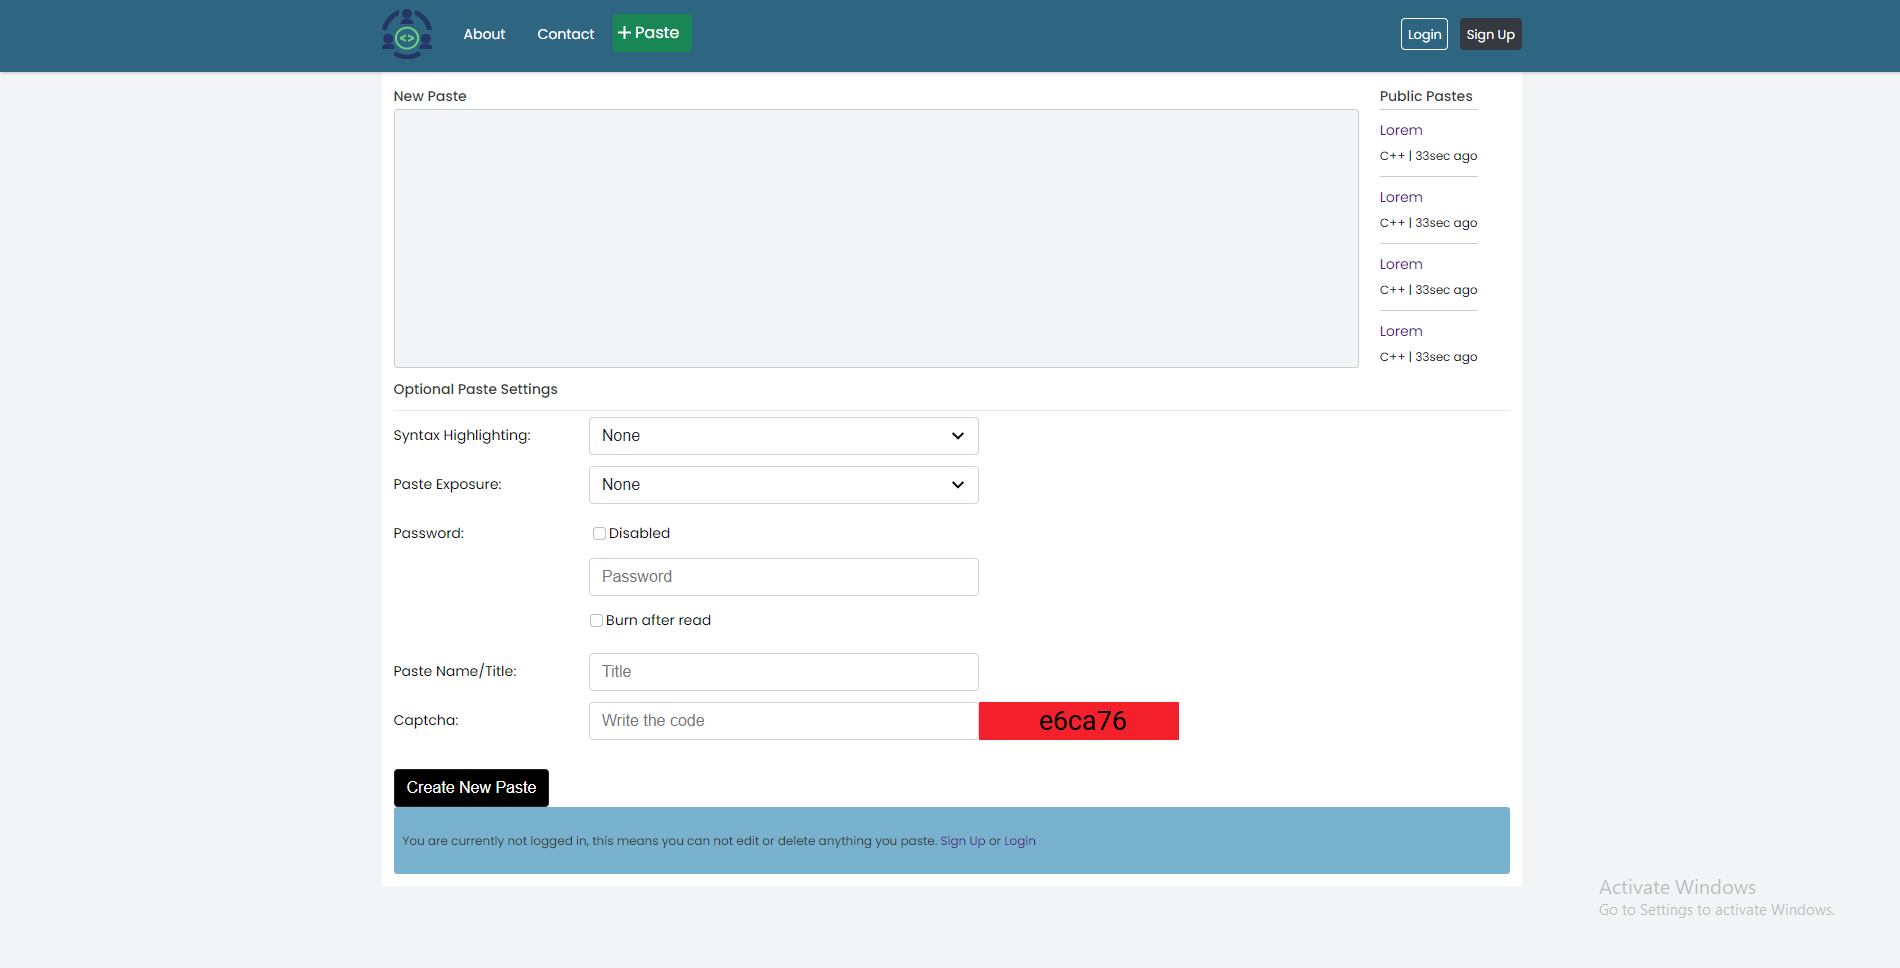 <>
About
Contact
+ Paste
Login
Sign Up
New Paste
Public Pastes
Lorem
C++ | 33sec ago
Lorem
C++ | 33sec ago
Lorem
C++ | 33sec ago
Lorem
C++ | 33sec ago
Optional Paste Settings
Syntax Highlighting:
None
Paste Exposure:
None
Password:
Disabled
Password
Burn after read
Paste Name/Title:
Title
Captcha:
Write the code
e6ca76
Create New Paste
You are currently not logged in, this means you can not edit or delete anything you paste. Sign Up or Login
Activate Windows
Go to Settings to activate Windows.